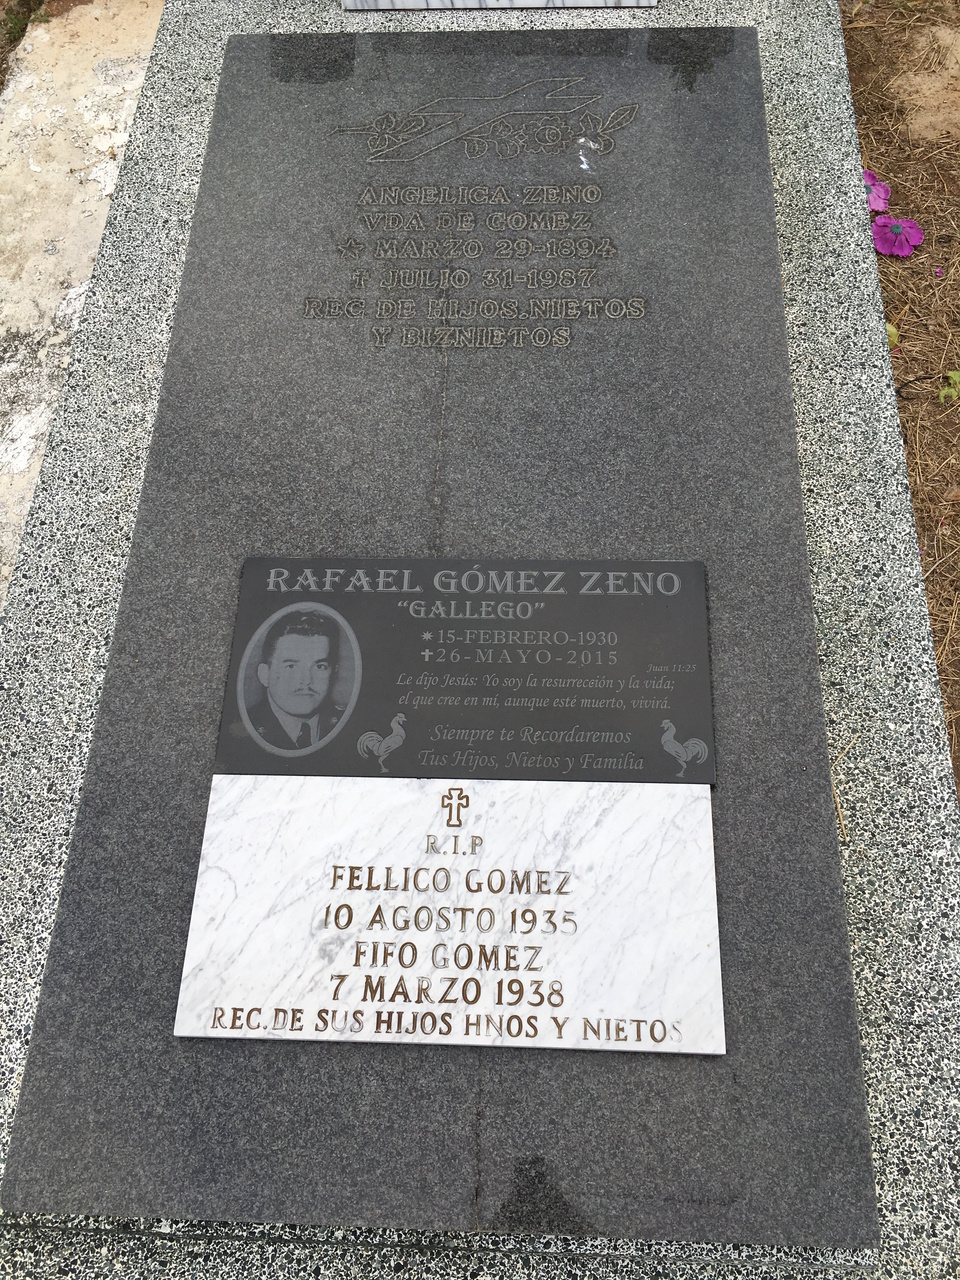 ANGELICA ZENO
VDA DE GOMEZ
☆ MARZO 29-1894
† JULIO 31-1987
REC DE HIJOS.NIETOS
Y BIZNIETOS
RAFAEL GÓMEZ ZENO
"GALLEGO"
✷15-FEBRERO-1930
✝26-MAYO-2015
Juan 11:25
Le dijo Jesús: Yo soy la resurrección y la vida;
el que cree en mi, aunque esté muerto, vivirá.
Siempre te Recordaremos
Tus Hijos, Nietos y Familia
R.I.P
FELLICO GOMEZ
10 AGOSTO 1935
FIFO GOMEZ
7 MARZO 1938
REC.DE SUS HIJOS HNOS Y NIETOS